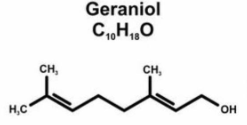 Geraniol
C₁₀H₁₈O
CH₃ CH₃
H₃C OH